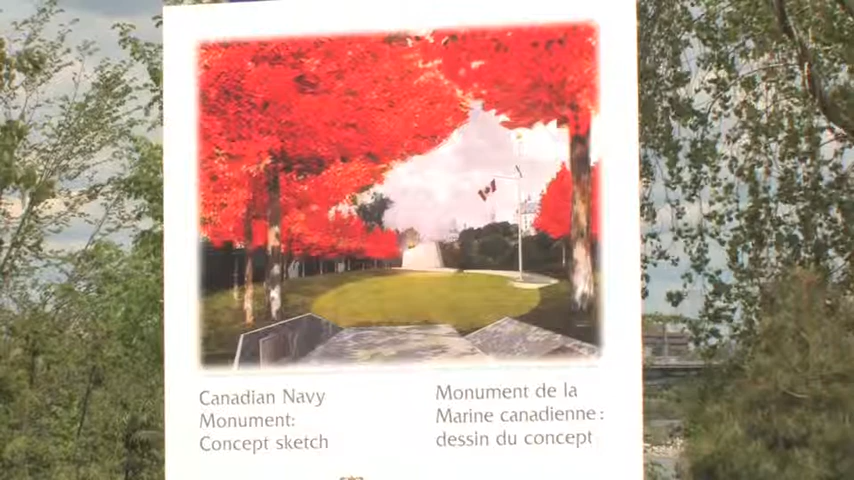 Canadian Navy
Monument:
Concept sketch
Monument de la
Marine canadienne :
dessin du concept